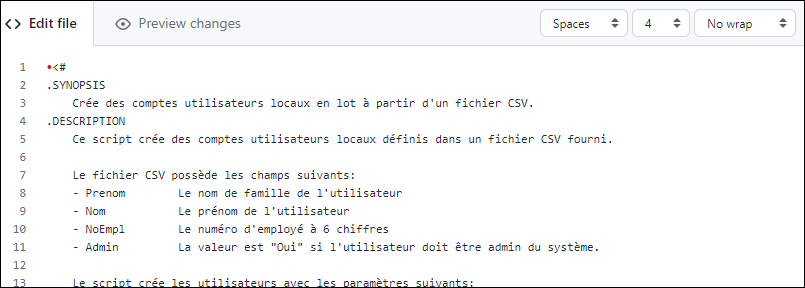 <> Edit file Preview changes Spaces 4 No wrap
1 •<#
2 .SYNOPSIS
3 Crée des comptes utilisateurs locaux en lot à partir d'un fichier CSV.
4 .DESCRIPTION
5 Ce script crée des comptes utilisateurs locaux définis dans un fichier CSV fourni.
6
7 Le fichier CSV possède les champs suivants:
8 - Prenom Le nom de famille de l'utilisateur
9 - Nom Le prénom de l'utilisateur
10 - NoEmpl Le numéro d'employé à 6 chiffres
11 - Admin La valeur est "Oui" si l'utilisateur doit être admin du système.
12
13 Le script crée les utilisateurs avec les paramètres suivants: